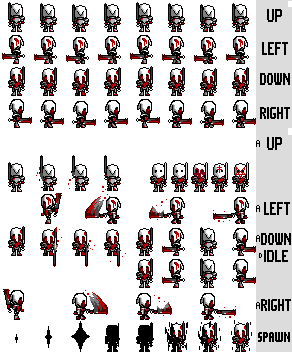 UP
LEFT
DOWN
RIGHT
A UP
A LEFT
A DOWN
D IDLE
A RIGHT
SPAWN